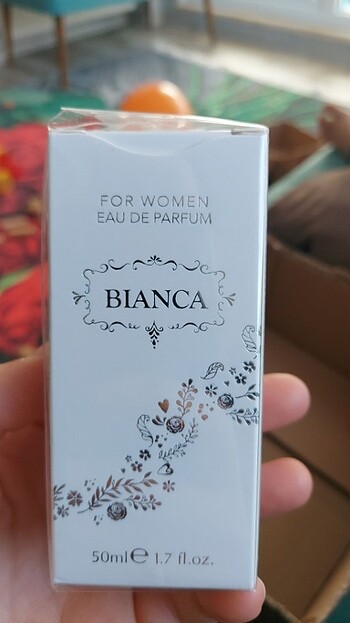 FOR WOMEN
EAU DE PARFUM
BIANCA
50ml℮ 1.7 fl.oz.